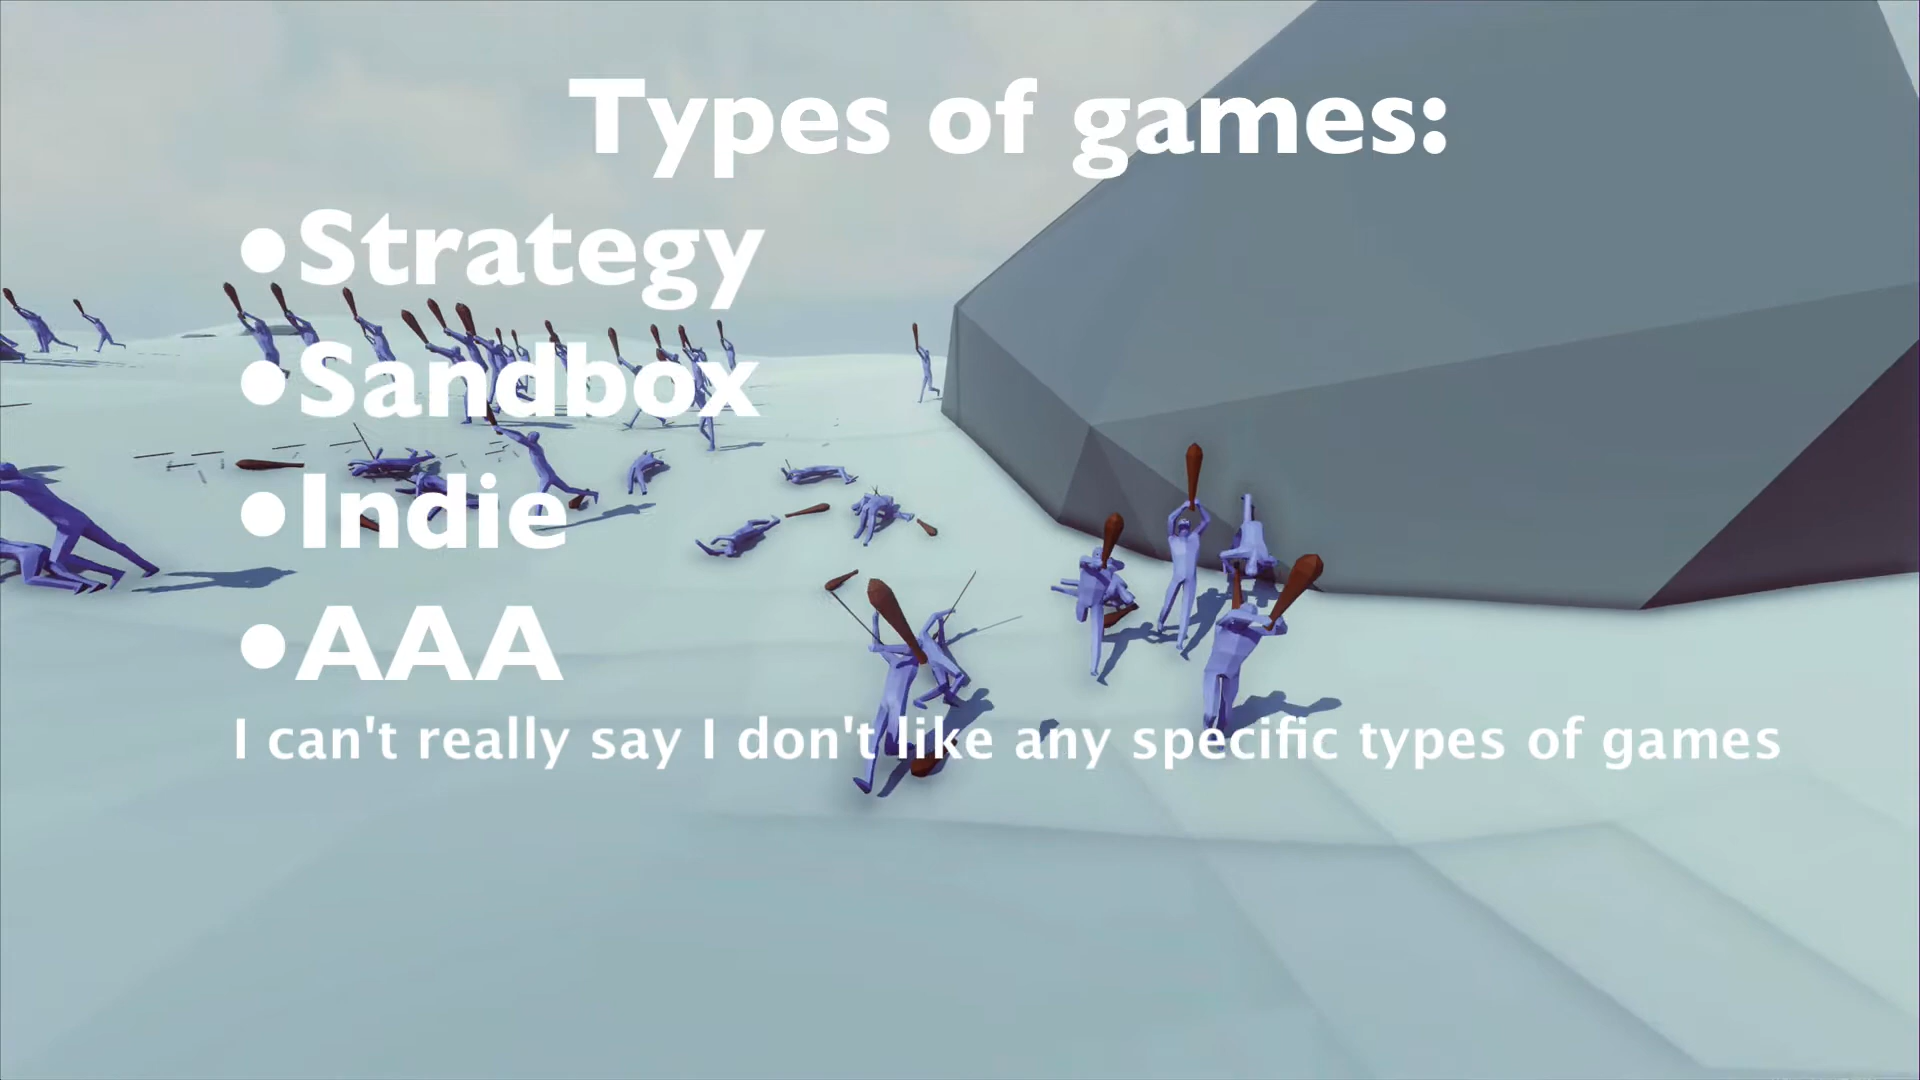 Types of games:
•Strategy
•Sandbox
•Indie
•AAA
I can't really say I don't like any specific types of games